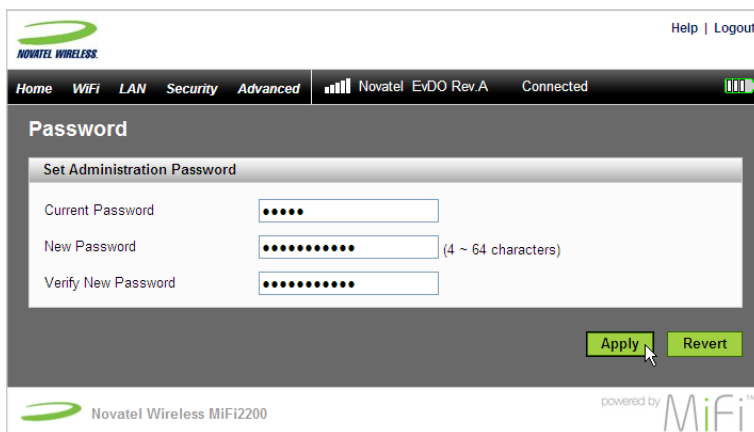 Help | Logout
NOVATEL WIRELESS.
Home WiFi LAN Security Advanced Novatel EvDO Rev.A Connected
Password
Set Administration Password
Current Password •••••
New Password ••••••••••• (4 ~ 64 characters)
Verify New Password •••••••••••
Apply Revert
Novatel Wireless MiFi2200
powered by MiFi™